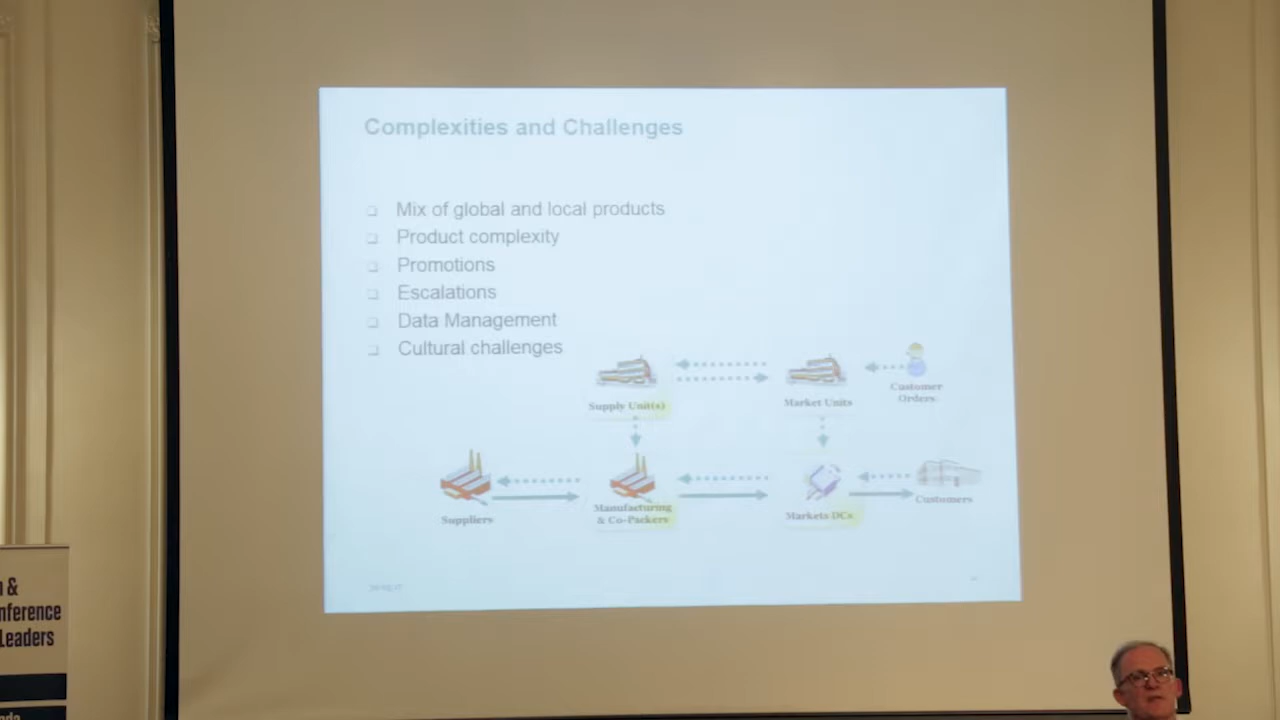 Complexities and Challenges
Mix of global and local products
Product complexity
Promotions
Escalations
Data Management
Cultural challenges
Supply Unit(s)
Market Units
Customer
Orders
Suppliers
Manufacturing
& Co-Packers
Markets DCs
Customers
&
nference
Leaders